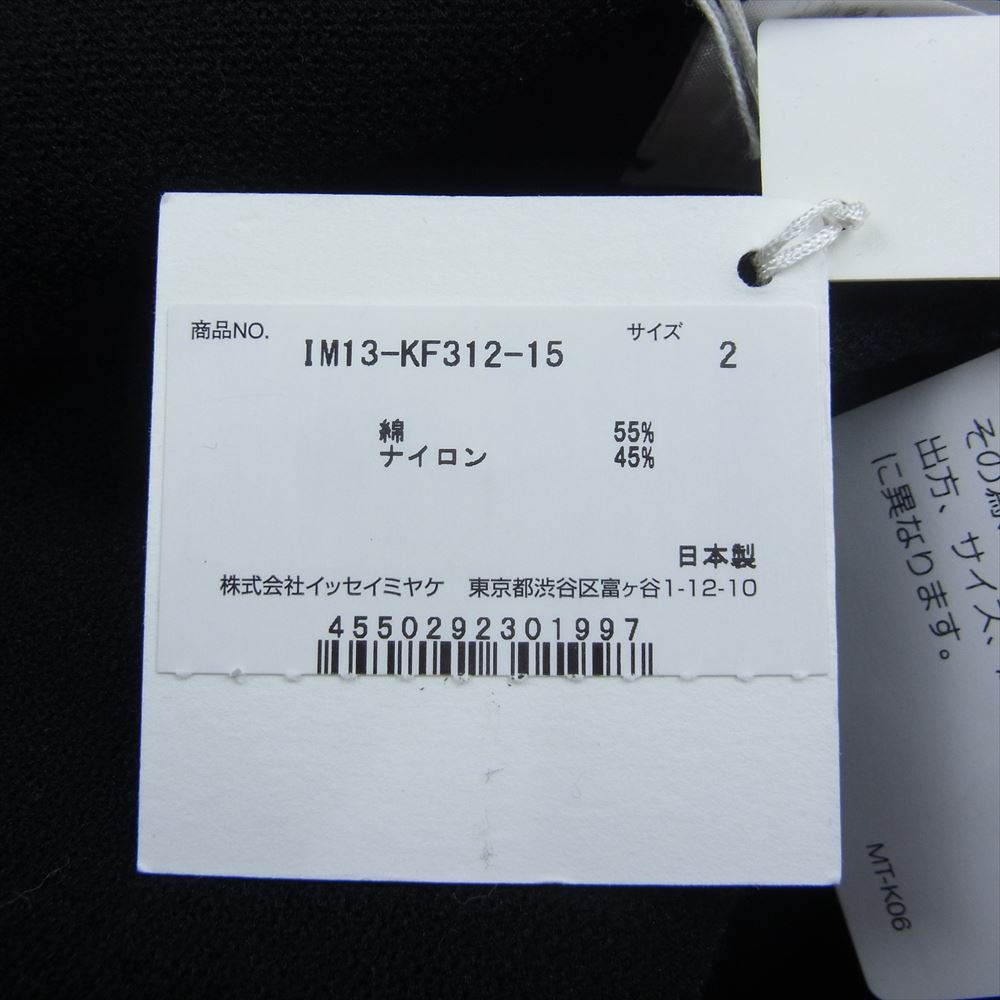 商品NO.
IM13-KF312-15
サイズ
2
綿 55%
ナイロン 45%
日本製
株式会社イッセイミヤケ 東京都渋谷区富ヶ谷1-12-10
4550292301997
その為、
出方、サイズ、
に異なります。
MT-K06